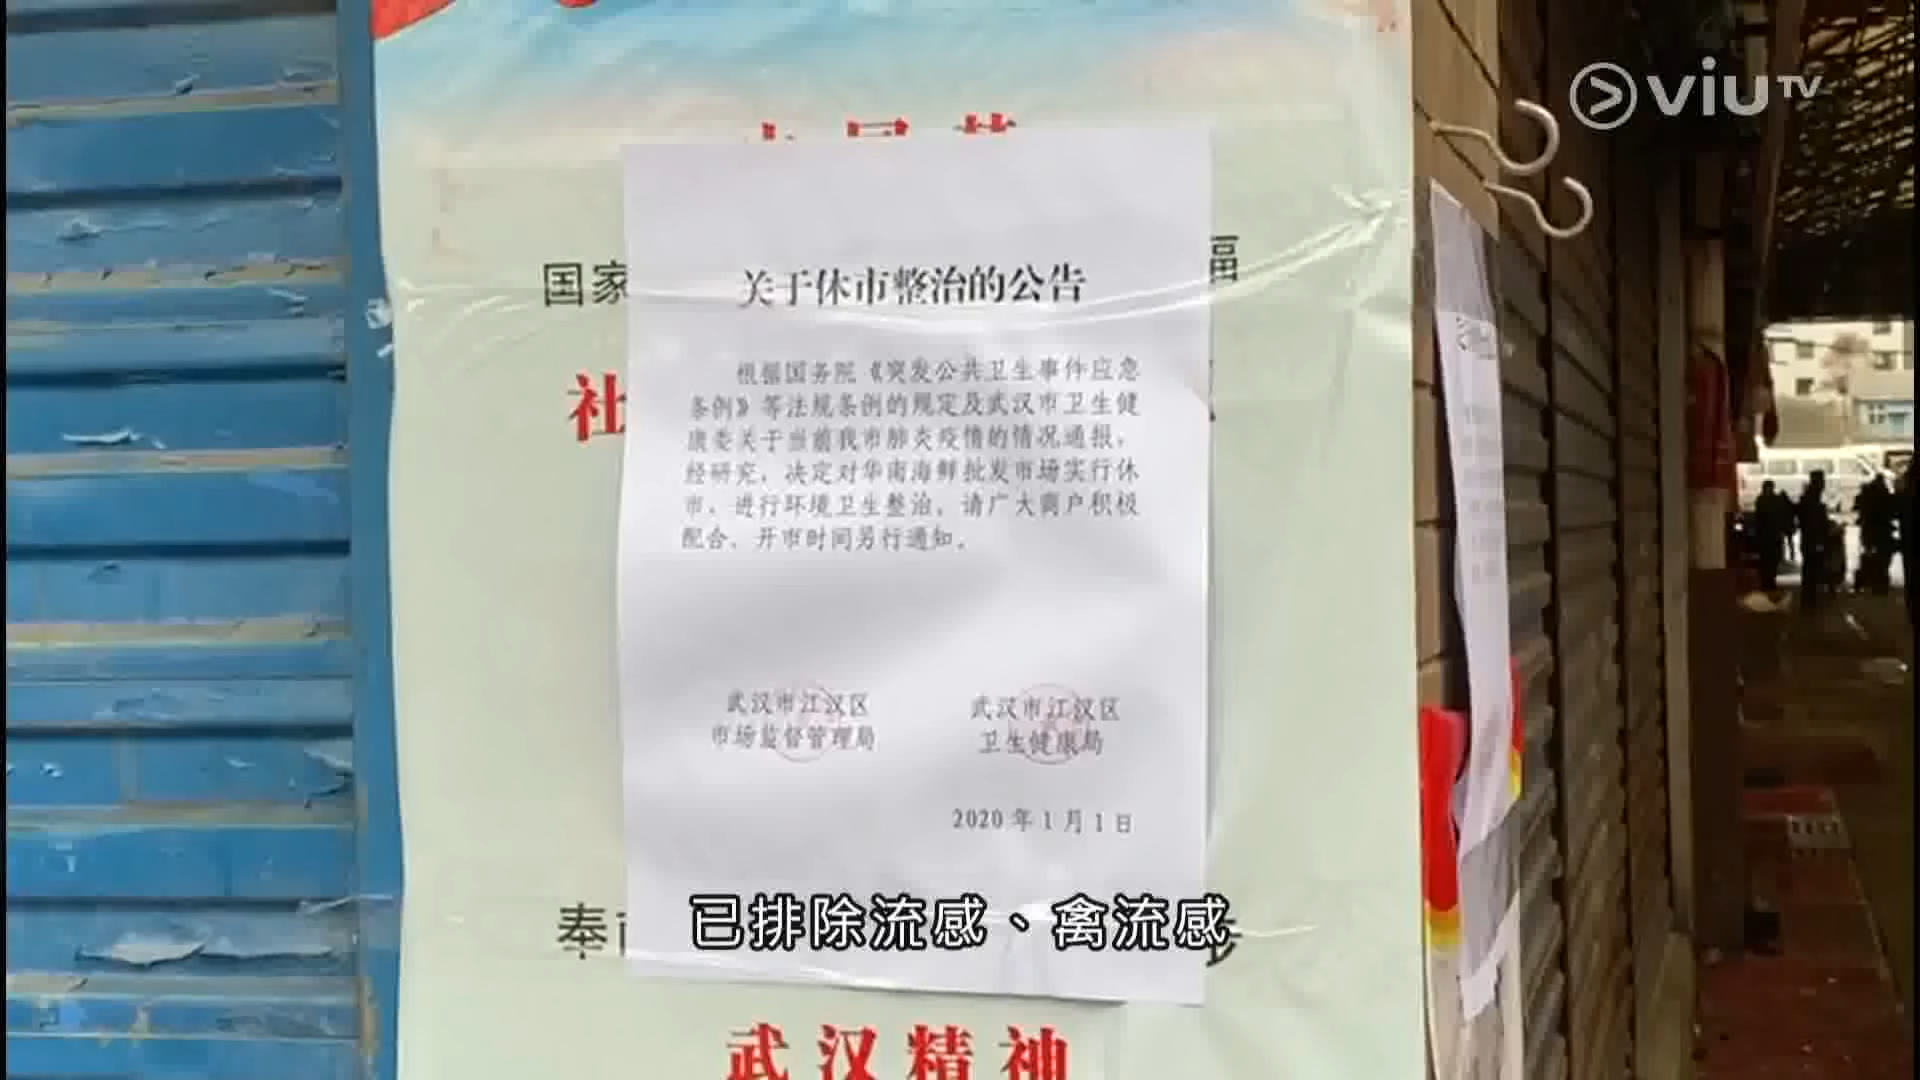 viuTV
国家
福
关于休市整治的公告
社
根据国务院《突发公共卫生事件应急
条例》等法规条例的规定及武汉市卫生健
康委关于当前我市肺炎疫情的情况通报，
经研究，决定对华南海鲜批发市场实行休
市，进行环境卫生整治，请广大商户积极
配合、开市时间另行通知。
武汉市江汉区
市场监督管理局
武汉市江汉区
卫生健康局
2020年1月1日
奉
步
已排除流感、禽流感
武汉精神